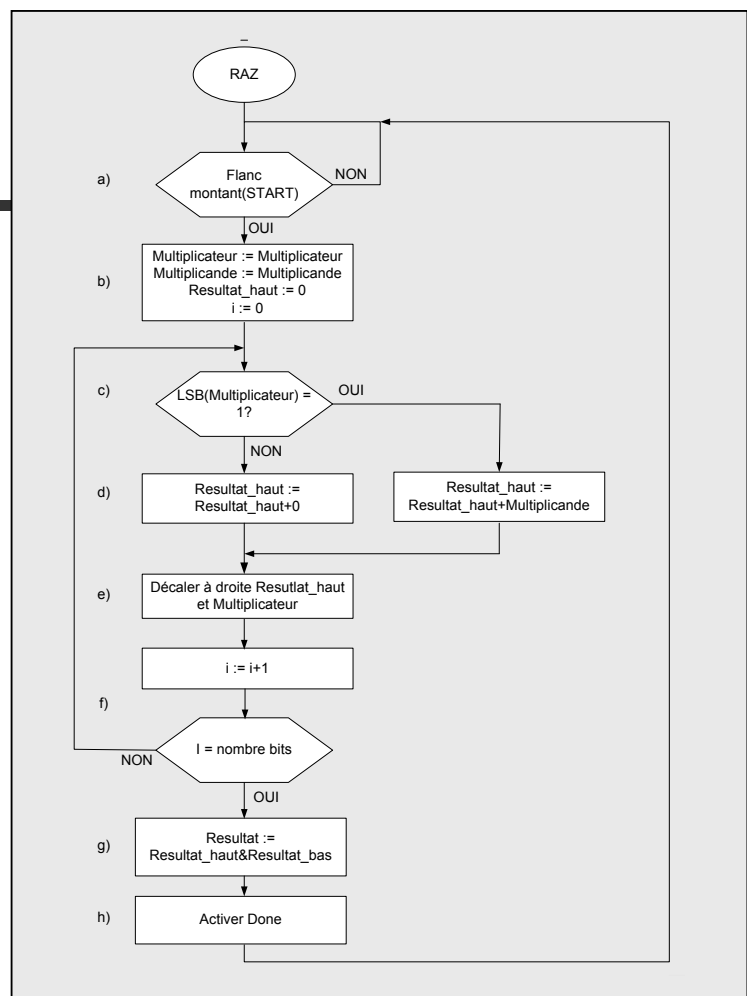 RAZ
a)
Flanc
montant(START)
NON
OUI
b)
Multiplicateur := Multiplicateur
Multiplicande := Multiplicande
Resultat_haut := 0
i := 0
c)
LSB(Multiplicateur) =
1?
OUI
NON
d)
Resultat_haut :=
Resultat_haut+0
Resultat_haut :=
Resultat_haut+Multiplicande
e)
Décaler à droite Resutlat_haut
et Multiplicateur
i := i+1
f)
I = nombre bits
NON
OUI
g)
Resultat :=
Resultat_haut&Resultat_bas
h)
Activer Done